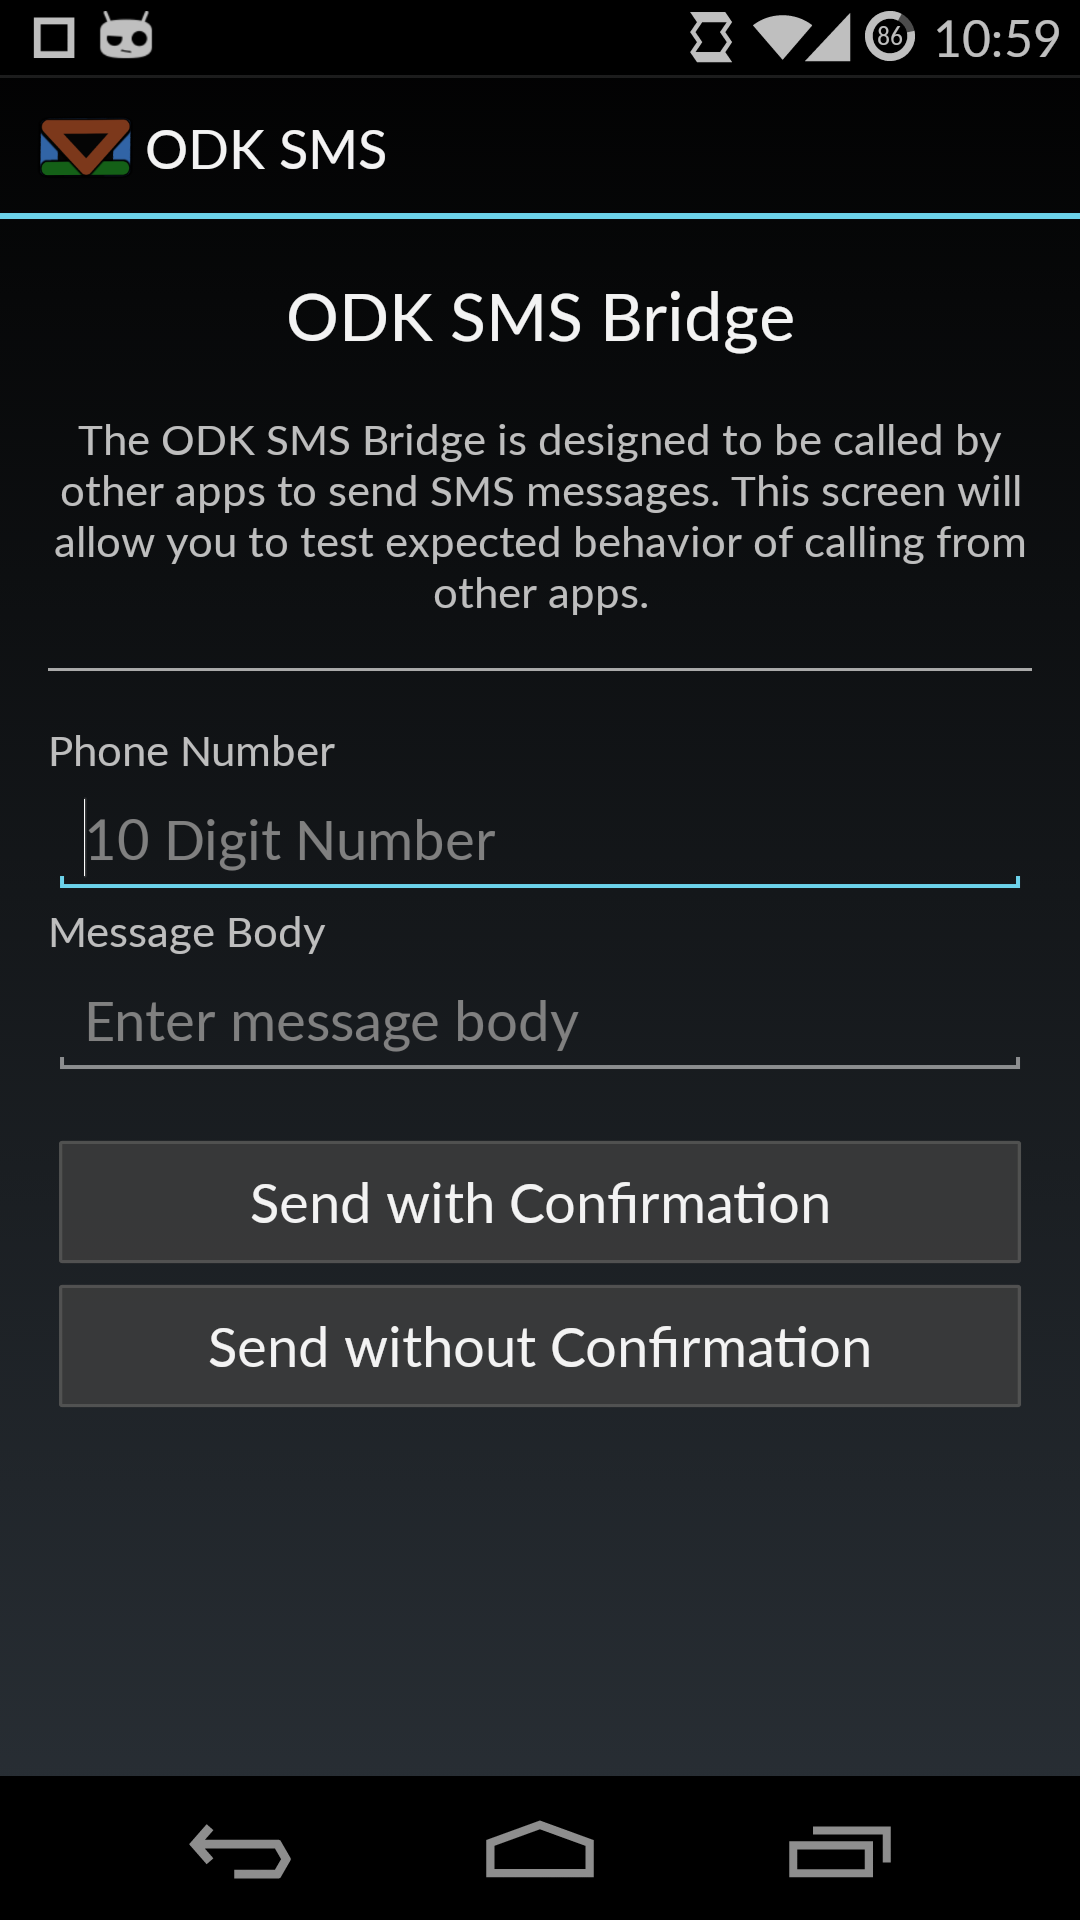 86 10:59
ODK SMS
ODK SMS Bridge
The ODK SMS Bridge is designed to be called by
other apps to send SMS messages. This screen will
allow you to test expected behavior of calling from
other apps.
Phone Number
10 Digit Number
Message Body
Enter message body
Send with Confirmation
Send without Confirmation